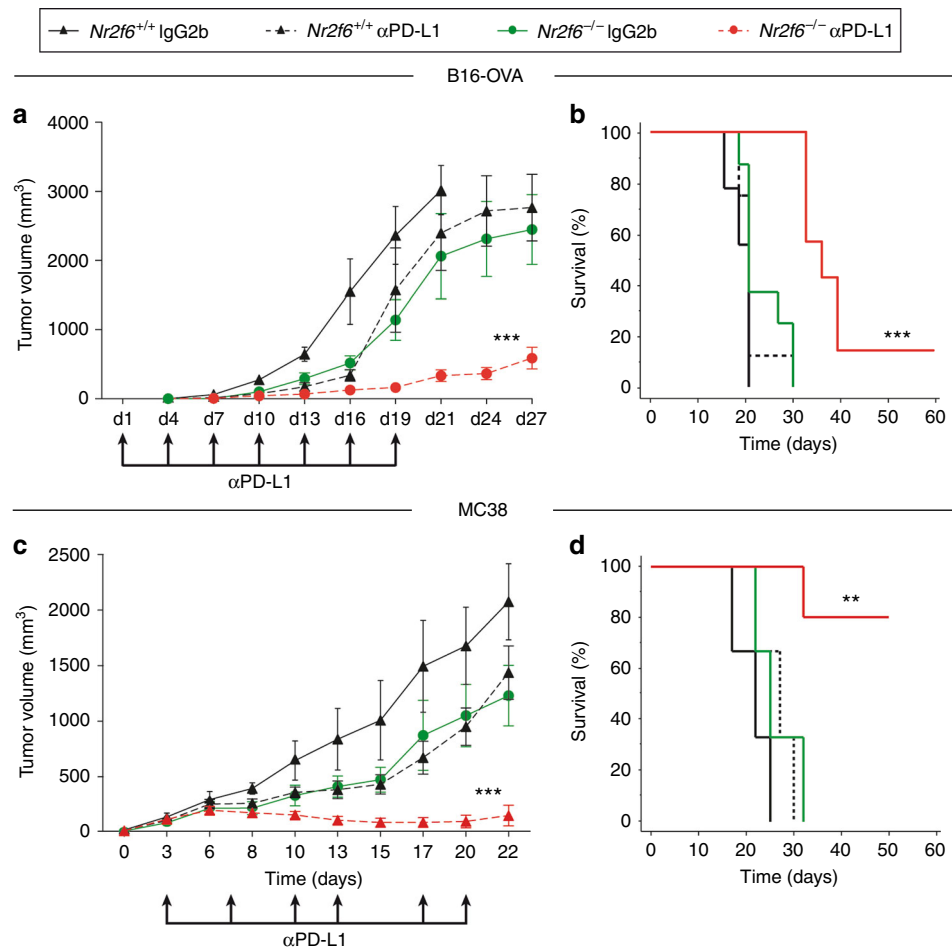 Nr2f6+/+ IgG2b Nr2f6+/+ αPD-L1 Nr2f6−/− IgG2b Nr2f6−/− αPD-L1
B16-OVA
a
4000
3000
2000
1000
0
Tumor volume (mm3)
***
d1 d4 d7 d10 d13 d16 d19 d21 d24 d27
αPD-L1
b
100
80
60
40
20
0
Survival (%)
***
0 10 20 30 40 50 60
Time (days)
MC38
c
2500
2000
1500
1000
500
0
Tumor volume (mm3)
***
0 3 6 8 10 13 15 17 20 22
Time (days)
αPD-L1
d
100
80
60
40
20
0
Survival (%)
**
0 10 20 30 40 50 60
Time (days)